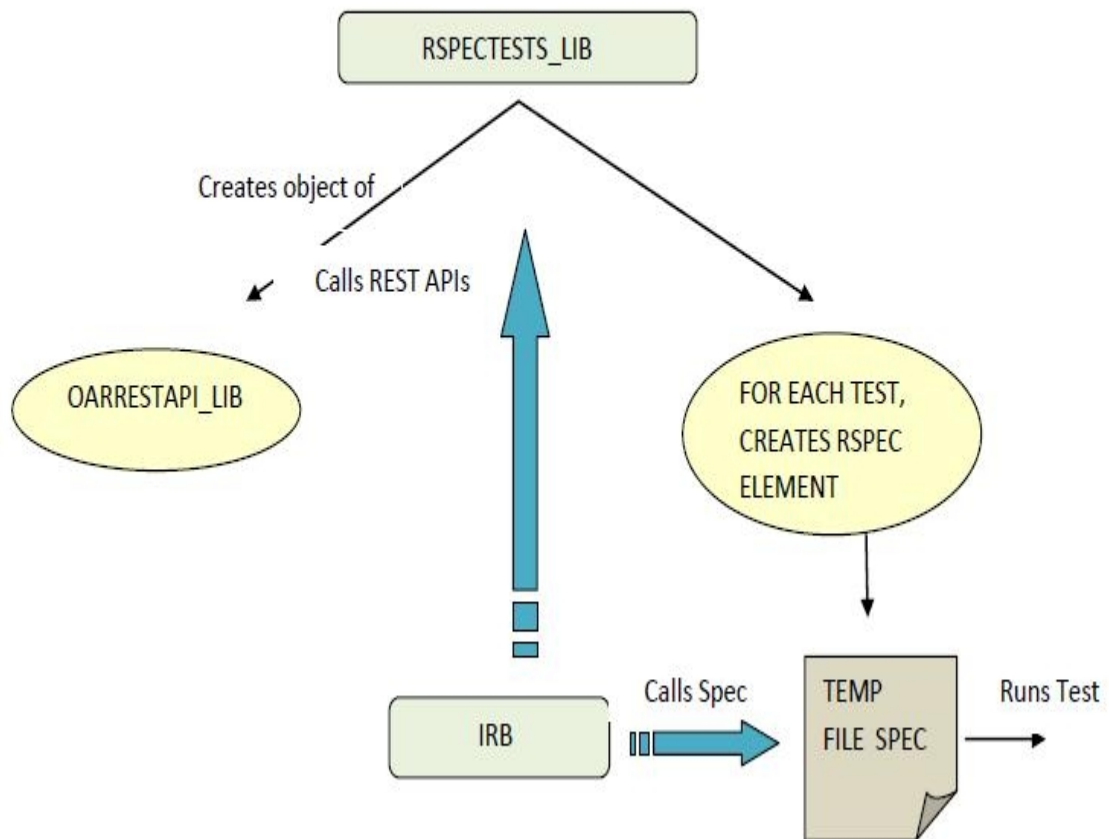 RSPECTESTS_LIB
Creates object of
Calls REST APIs
OARRESTAPI_LIB
FOR EACH TEST,
CREATES RSPEC
ELEMENT
IRB
Calls Spec
TEMP
FILE SPEC
Runs Test